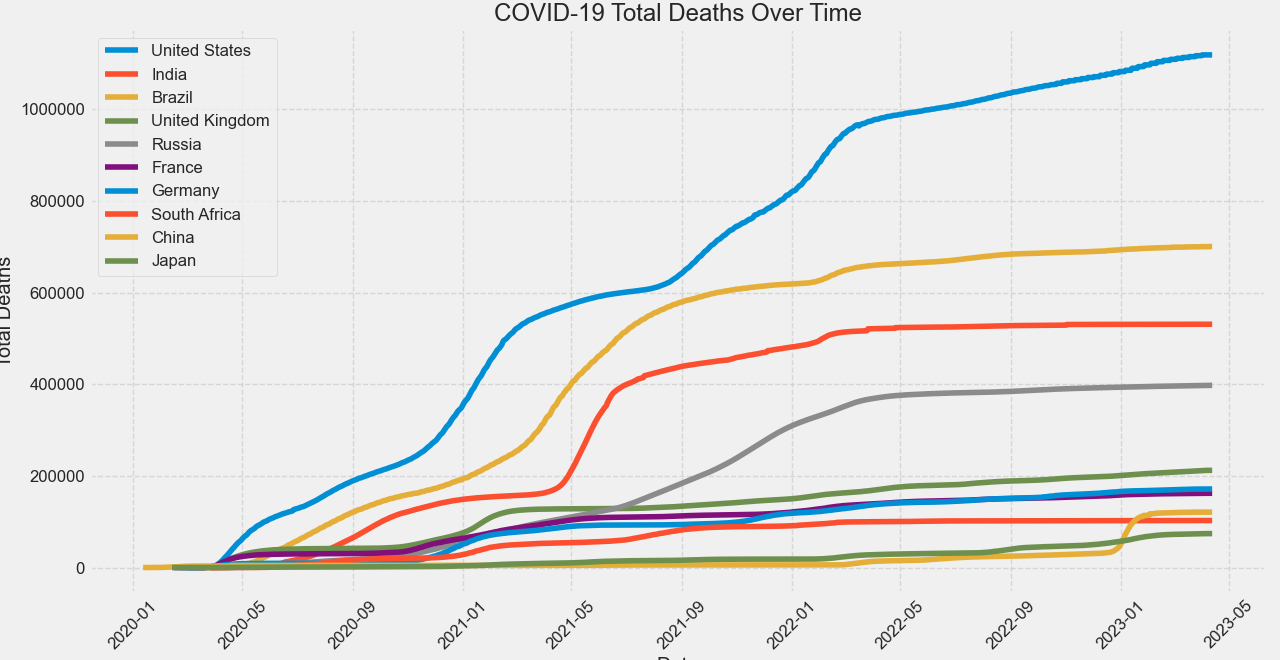 COVID-19 Total Deaths Over Time
United States
India
Brazil
United Kingdom
Russia
France
Germany
South Africa
China
Japan
Total Deaths
1000000
800000
600000
400000
200000
0
2020-01
2020-05
2020-09
2021-01
2021-05
2021-09
2022-01
2022-05
2022-09
2023-01
2023-05